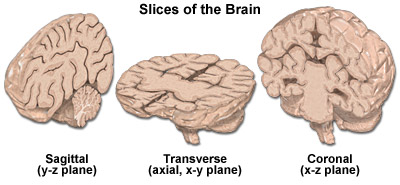 Slices of the Brain
Sagittal
(y-z plane)
Transverse
(axial, x-y plane)
Coronal
(x-z plane)